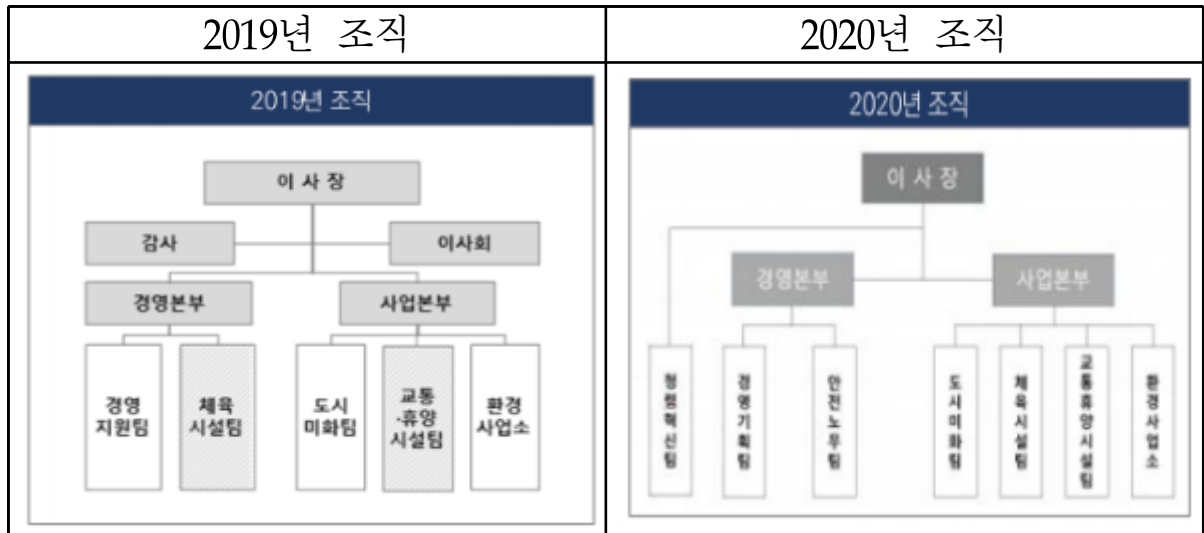 2019년 조직
2020년 조직
2019년 조직
이 사 장
감사
이사회
경영본부
사업본부
경영
지원팀
체육
시설팀
도시
미화팀
교통
·휴양
시설팀
환경
사업소
2020년 조직
이 사 장
경영본부
사업본부
청렴혁신팀
경영기획팀
안전노무팀
도시미화팀
체육시설팀
교통휴양시설팀
환경사업소